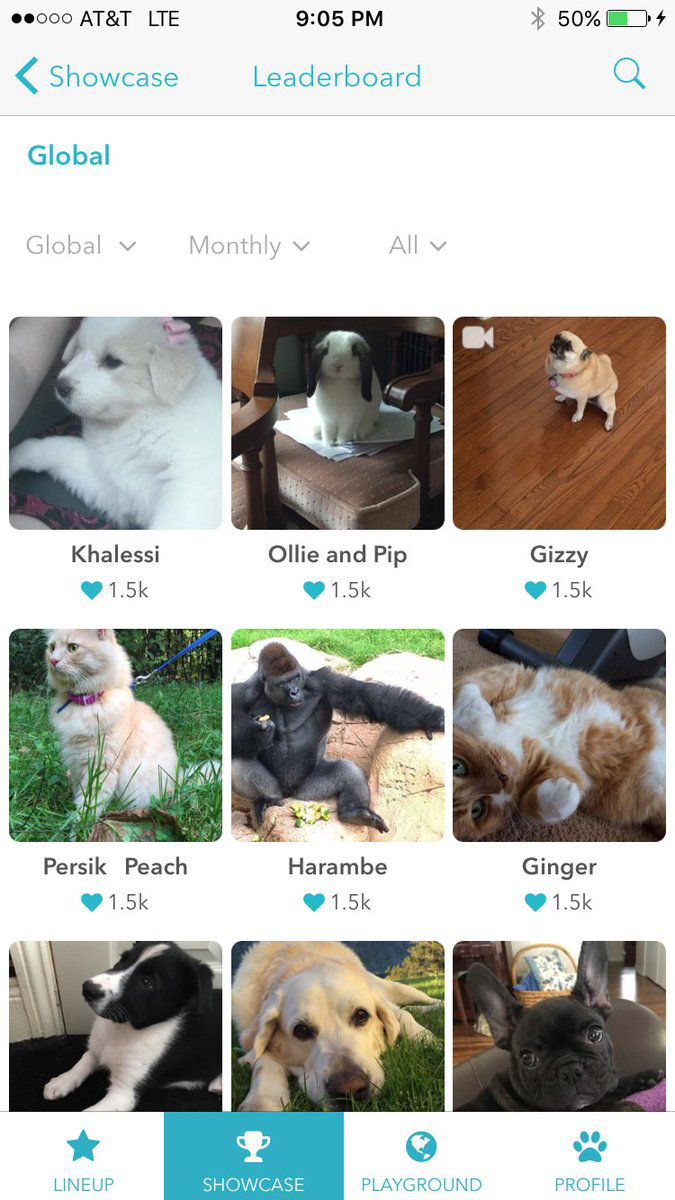 AT&T LTE 9:05 PM 50%
Showcase Leaderboard
Global
Global Monthly All
Khalessi Ollie and Pip Gizzy
1.5k 1.5k 1.5k
Persik Peach Harambe Ginger
1.5k 1.5k 1.5k
LINEUP SHOWCASE PLAYGROUND PROFILE